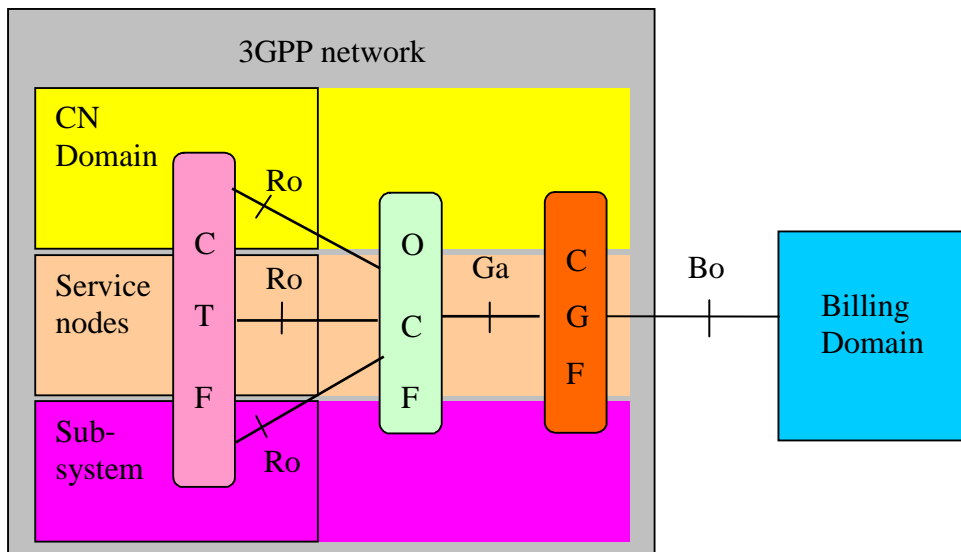 3GPP network
CN
Domain
Ro
C
T
F
Service
nodes
Ro
Sub-
system
Ro
O
C
F
Ga
C
G
F
Bo
Billing
Domain